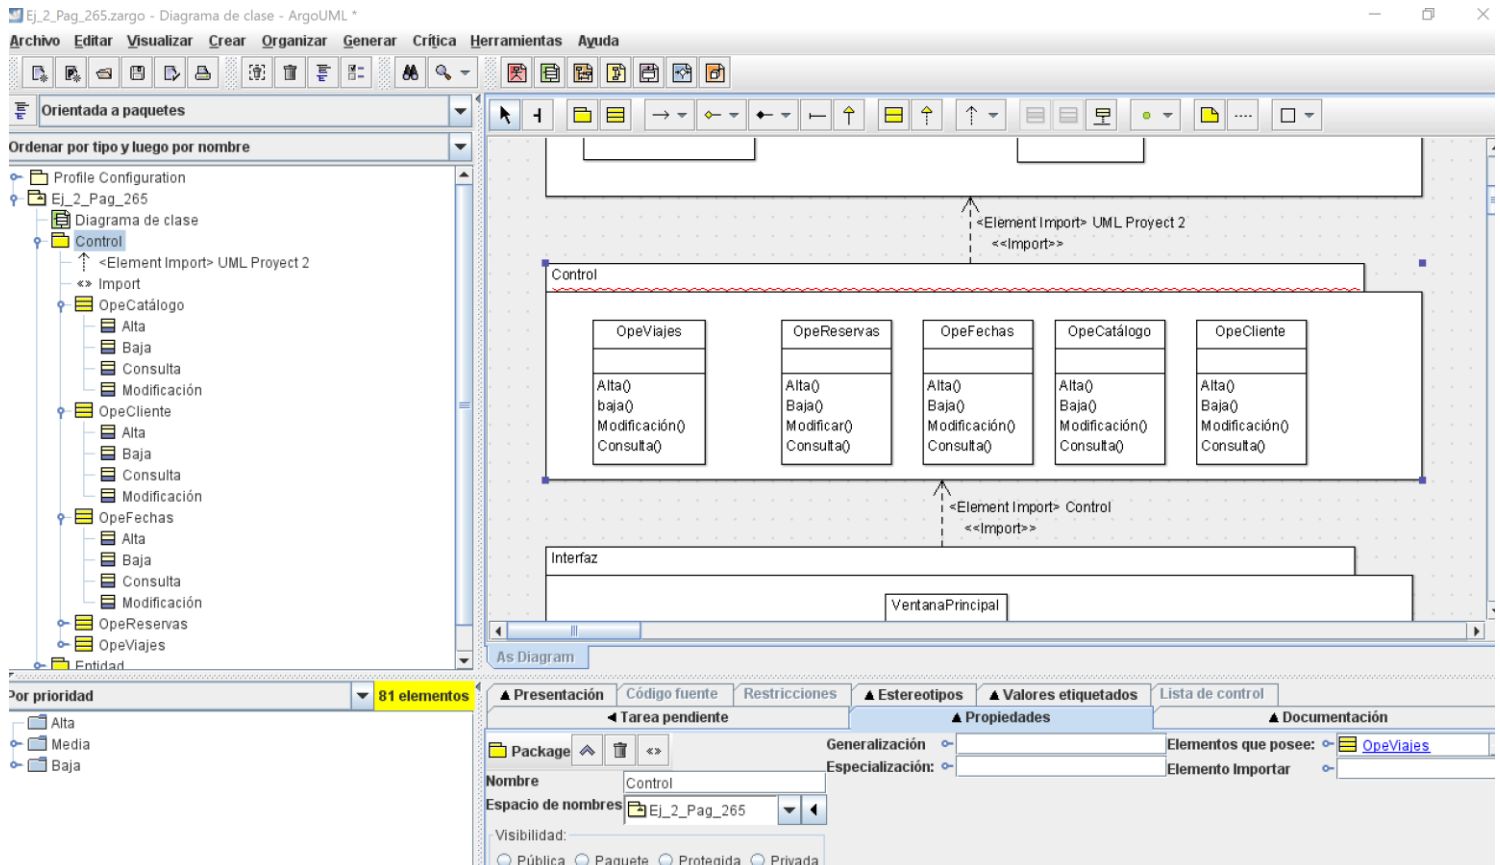 Ej_2_Pag_265.zargo - Diagrama de clase - ArgoUML *
Archivo Editar Visualizar Crear Organizar Generar Crítica Herramientas Ayuda
Orientada a paquetes
Ordenar por tipo y luego por nombre
Profile Configuration
Ej_2_Pag_265
Diagrama de clase
Control
<Element Import> UML Proyect 2
«» Import
OpeCatálogo
Alta
Baja
Consulta
Modificación
OpeCliente
Alta
Baja
Consulta
Modificación
OpeFechas
Alta
Baja
Consulta
Modificación
OpeReservas
OpeViajes
Entidad
<Element Import> UML Proyect 2
<<Import>>
Control
OpeViajes
Alta()
baja()
Modificación()
Consulta()
OpeReservas
Alta()
Baja()
Modificar()
Consulta()
OpeFechas
Alta()
Baja()
Modificación()
Consulta()
OpeCatálogo
Alta()
Baja()
Modificación()
Consulta()
OpeCliente
Alta()
Baja()
Modificación()
Consulta()
<Element Import> Control
<<Import>>
Interfaz
VentanaPrincipal
As Diagram
Por prioridad 81 elementos
Alta
Media
Baja
Presentación Código fuente Restricciones Estereotipos Valores etiquetados Lista de control
Tarea pendiente Propiedades Documentación
Package «»
Nombre Control
Espacio de nombres Ej_2_Pag_265
Visibilidad:
Pública Paquete Protegida Privada
Generalización
Especialización:
Elementos que posee: OpeViajes
Elemento Importar